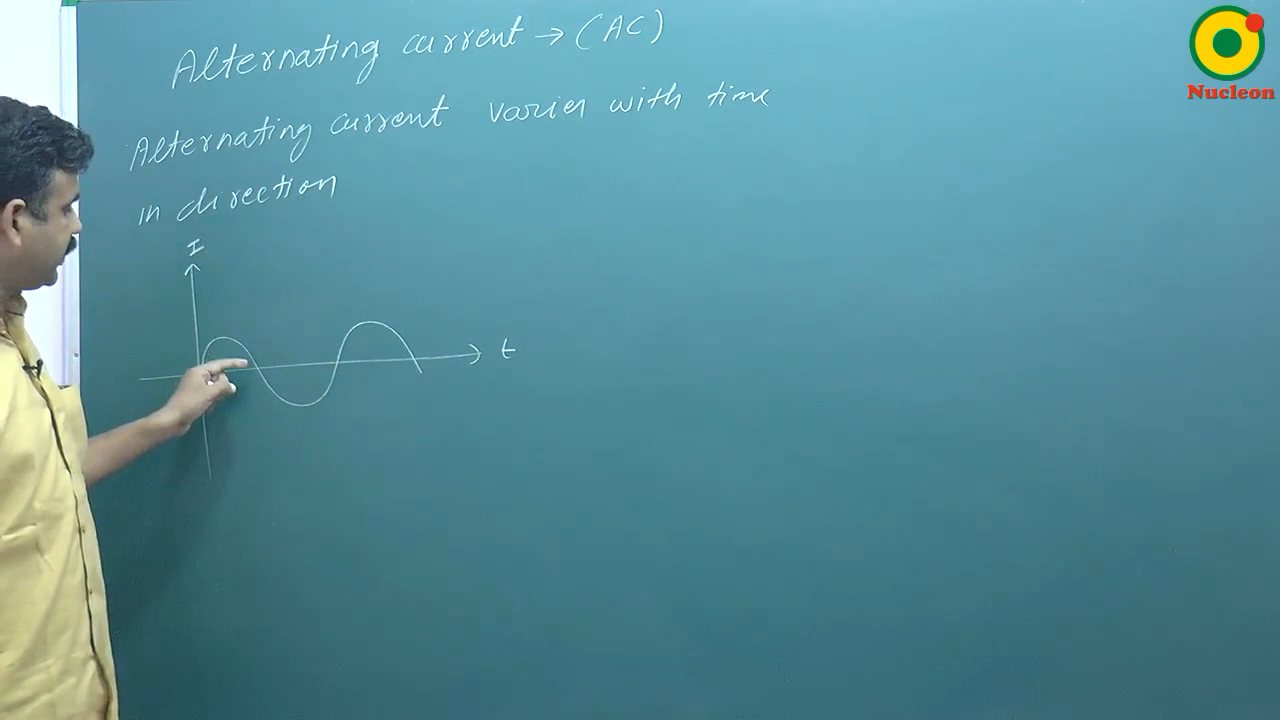 Alternating current → (AC)
Alternating current varies with time
in direction
I
t
Nucleon